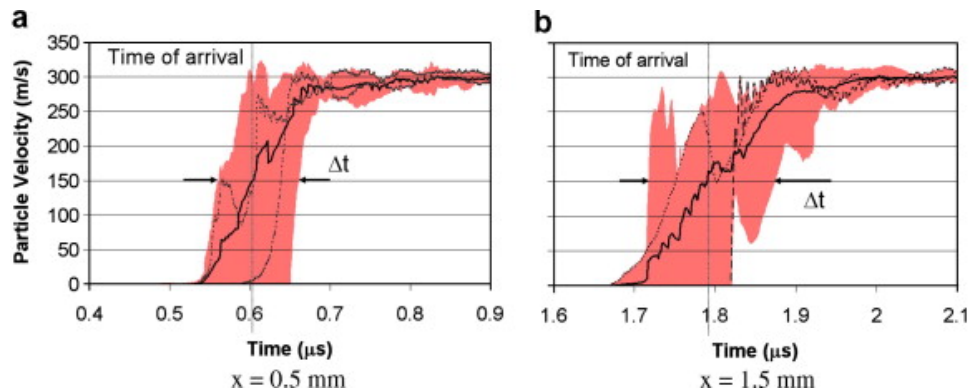 a
b
Particle Velocity (m/s)
350
300
250
200
150
100
50
0
Time of arrival
Δt
0.4 0.5 0.6 0.7 0.8 0.9
Time (μs)
x = 0.5 mm
Time of arrival
Δt
1.6 1.7 1.8 1.9 2 2.1
Time (μs)
x = 1.5 mm